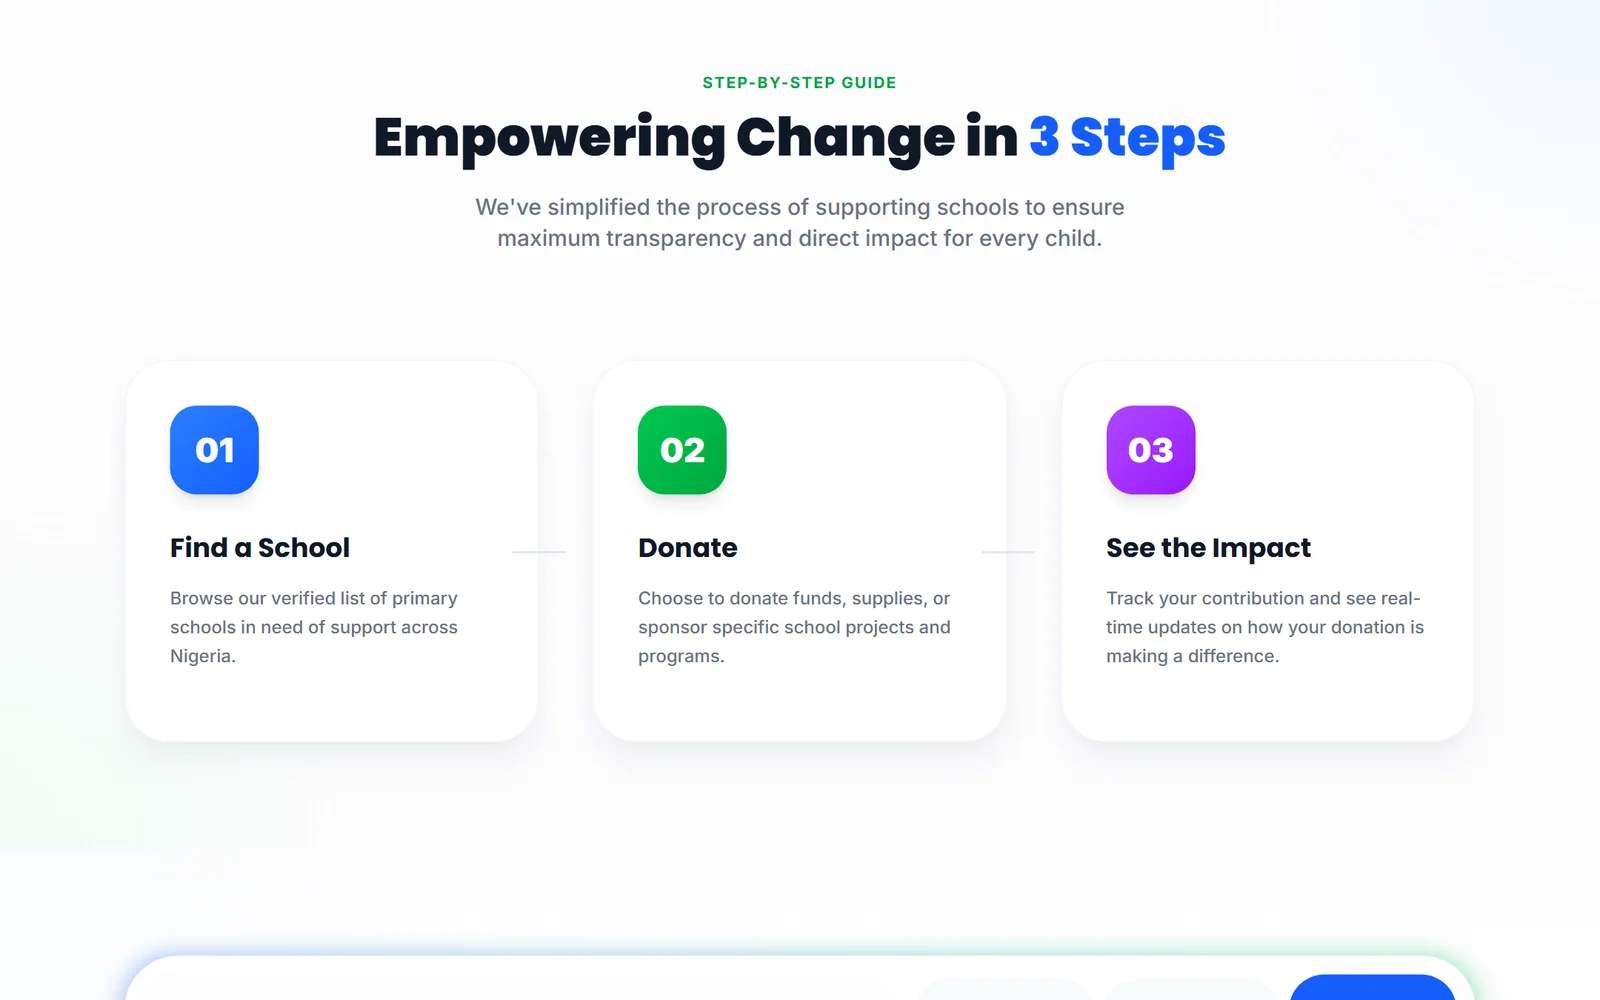 STEP-BY-STEP GUIDE
Empowering Change in 3 Steps
We've simplified the process of supporting schools to ensure
maximum transparency and direct impact for every child.
01
Find a School
Browse our verified list of primary
schools in need of support across
Nigeria.
02
Donate
Choose to donate funds, supplies, or
sponsor specific school projects and
programs.
03
See the Impact
Track your contribution and see real-
time updates on how your donation is
making a difference.